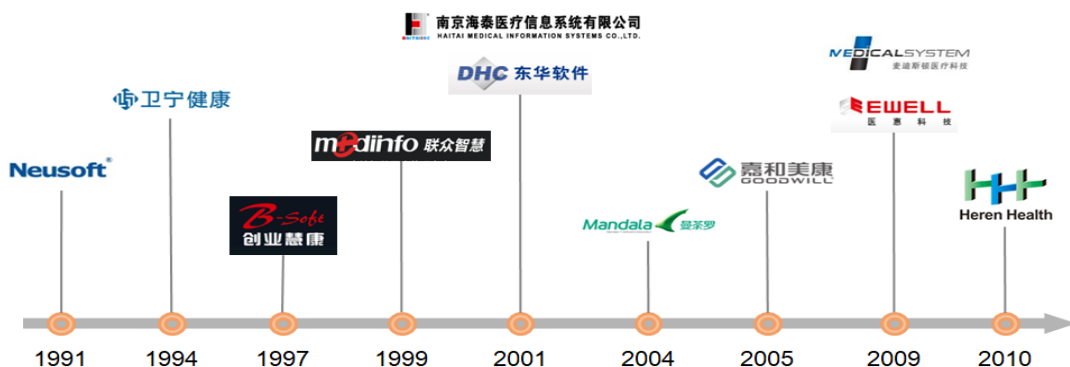 南京海泰医疗信息系统有限公司
HAITAI MEDICAL INFORMATION SYSTEMS CO.,LTD.
MEDICALSYSTEM
麦迪斯顿医疗科技
DHC 东华软件
卫宁健康
EWELL
医惠科技
mediinfo 联众智慧
Neusoft®
嘉和美康
GOODWILL
Heren Health
B-Soft
创业慧康
Mandala 曼荼罗
1991 1994 1997 1999 2001 2004 2005 2009 2010